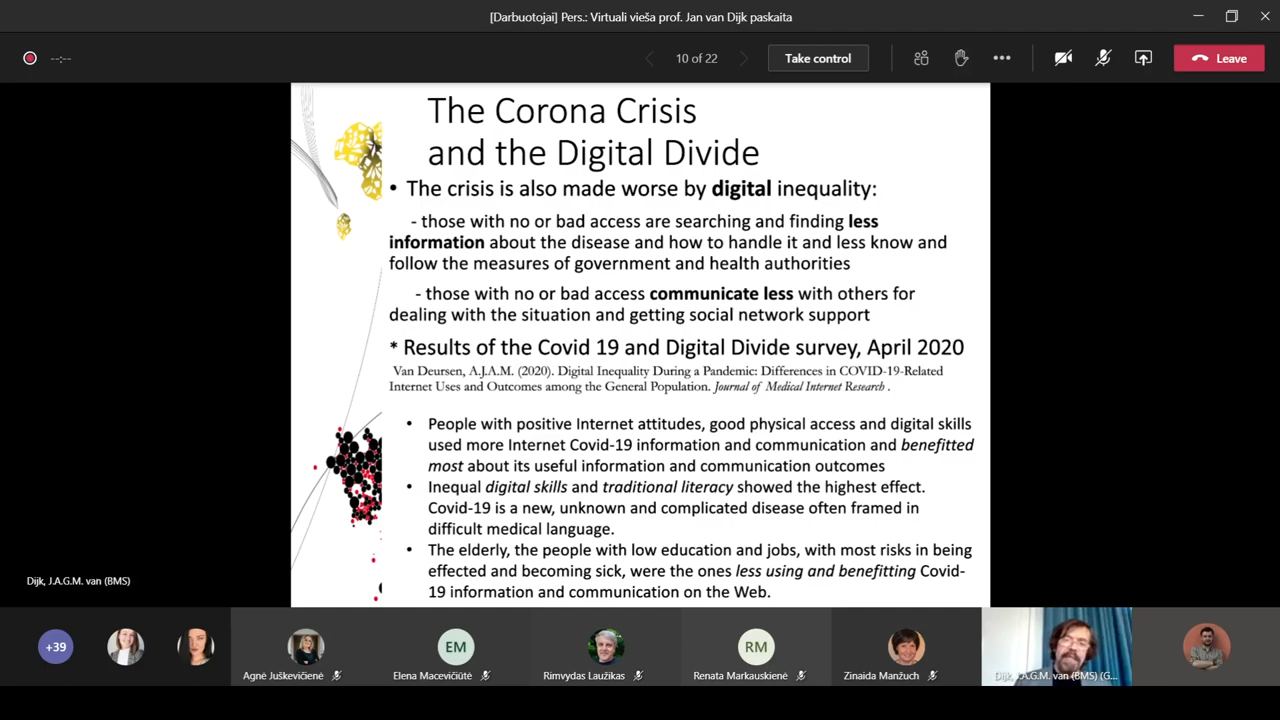 [Darbuotojai] Pers.: Virtuali vieša prof. Jan van Dijk paskaita
--:--
10 of 22
Take control
Leave
The Corona Crisis
and the Digital Divide
• The crisis is also made worse by digital inequality:
- those with no or bad access are searching and finding less
information about the disease and how to handle it and less know and
follow the measures of government and health authorities
- those with no or bad access communicate less with others for
dealing with the situation and getting social network support
* Results of the Covid 19 and Digital Divide survey, April 2020
Van Deursen, A.J.A.M. (2020). Digital Inequality During a Pandemic: Differences in COVID-19-Related
Internet Uses and Outcomes among the General Population. Journal of Medical Internet Research .
• People with positive Internet attitudes, good physical access and digital skills
used more Internet Covid-19 information and communication and benefitted
most about its useful information and communication outcomes
• Inequal digital skills and traditional literacy showed the highest effect.
Covid-19 is a new, unknown and complicated disease often framed in
difficult medical language.
• The elderly, the people with low education and jobs, with most risks in being
effected and becoming sick, were the ones less using and benefitting Covid-
19 information and communication on the Web.
Dijk, J.A.G.M. van (BMS)
+39
EM
RM
Agnė Juškevičienė
Elena Macevičiūtė
Rimvydas Laužikas
Renata Markauskienė
Zinaida Manžuch
Dijk, J.A.G.M. van (BMS) (G...